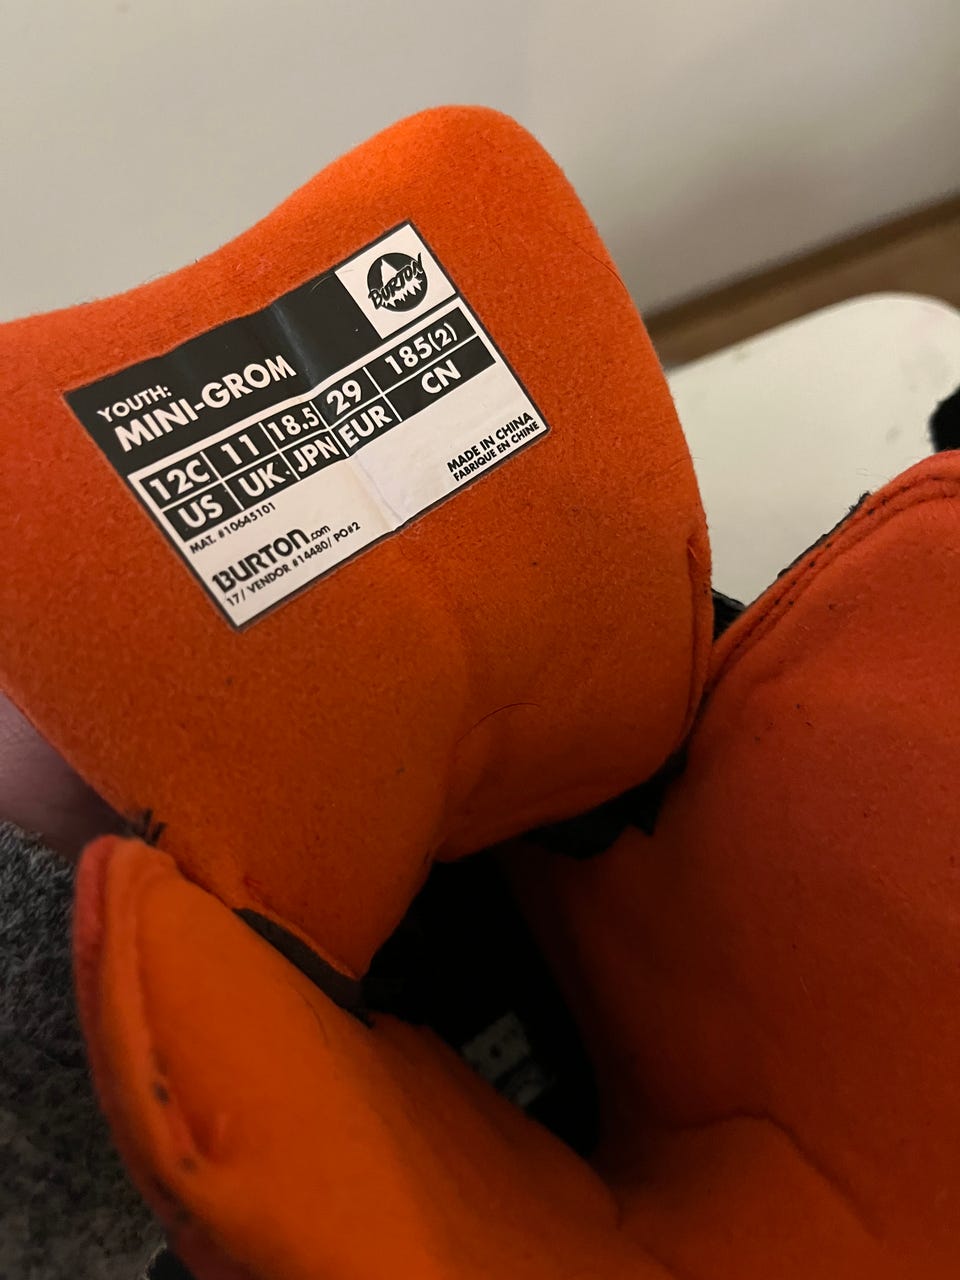 BURTON
YOUTH:
MINI-GROM
12C 11 18.5 29 185(2)
US UK JPN EUR CN
MAT. #10645101
MADE IN CHINA
FABRIQUE EN CHINE
BURTON.com
17/ VENDOR #14480/ PO#2